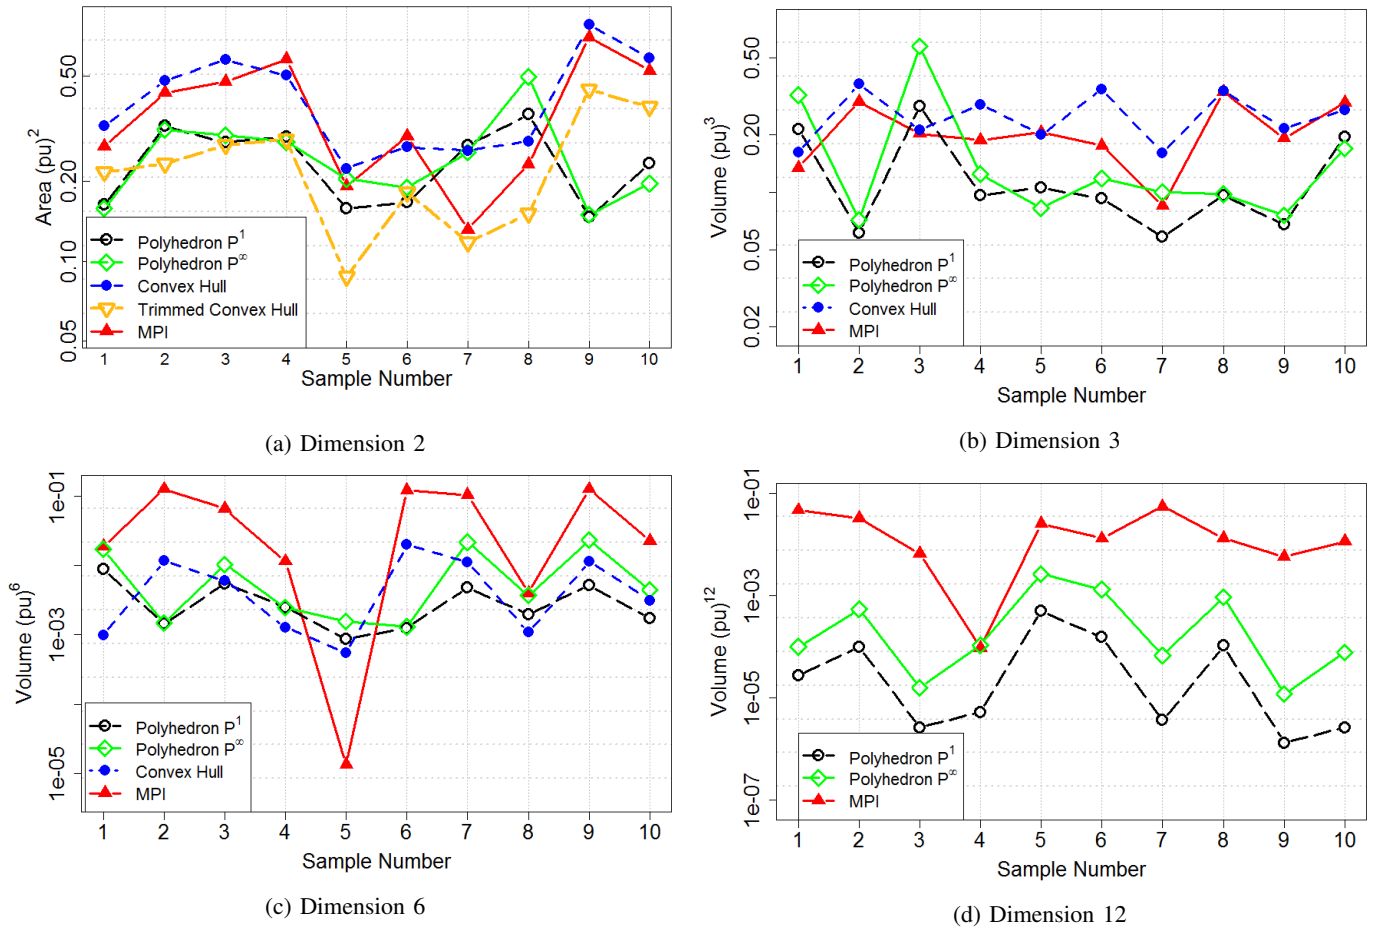 0.50
0.20
0.10
0.05
Area (pu)^2
Polyhedron P^1
Polyhedron P^∞
Convex Hull
Trimmed Convex Hull
MPI
1 2 3 4 5 6 7 8 9 10
Sample Number
(a) Dimension 2
0.50
0.20
0.05
0.02
Volume (pu)^3
Polyhedron P^1
Polyhedron P^∞
Convex Hull
MPI
1 2 3 4 5 6 7 8 9 10
Sample Number
(b) Dimension 3
1e-01
1e-03
1e-05
Volume (pu)^6
Polyhedron P^1
Polyhedron P^∞
Convex Hull
MPI
1 2 3 4 5 6 7 8 9 10
Sample Number
(c) Dimension 6
1e-01
1e-03
1e-05
1e-07
Volume (pu)^12
Polyhedron P^1
Polyhedron P^∞
MPI
1 2 3 4 5 6 7 8 9 10
Sample Number
(d) Dimension 12